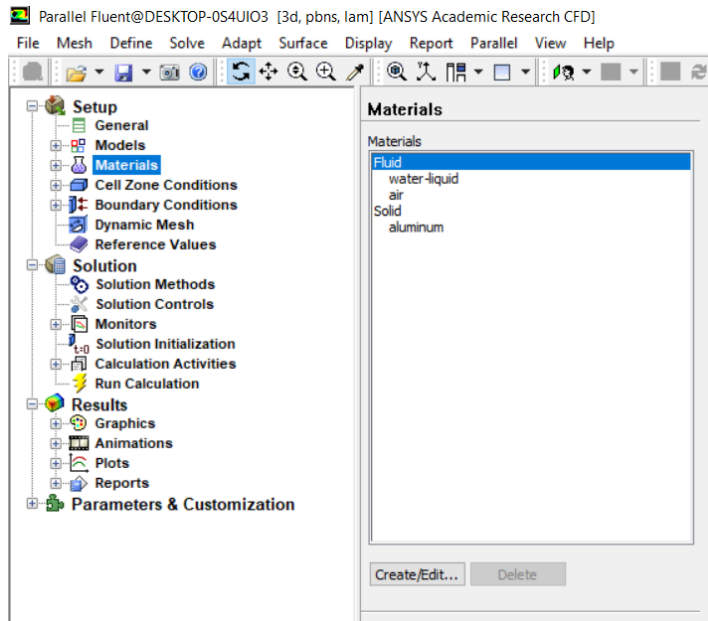 Parallel Fluent@DESKTOP-0S4UIO3 [3d, pbns, lam] [ANSYS Academic Research CFD]
File Mesh Define Solve Adapt Surface Display Report Parallel View Help
Setup
General
Models
Materials
Cell Zone Conditions
Boundary Conditions
Dynamic Mesh
Reference Values
Solution
Solution Methods
Solution Controls
Monitors
t=0 Solution Initialization
Calculation Activities
Run Calculation
Results
Graphics
Animations
Plots
Reports
Parameters & Customization
Materials
Materials
Fluid
water-liquid
air
Solid
aluminum
Create/Edit... Delete